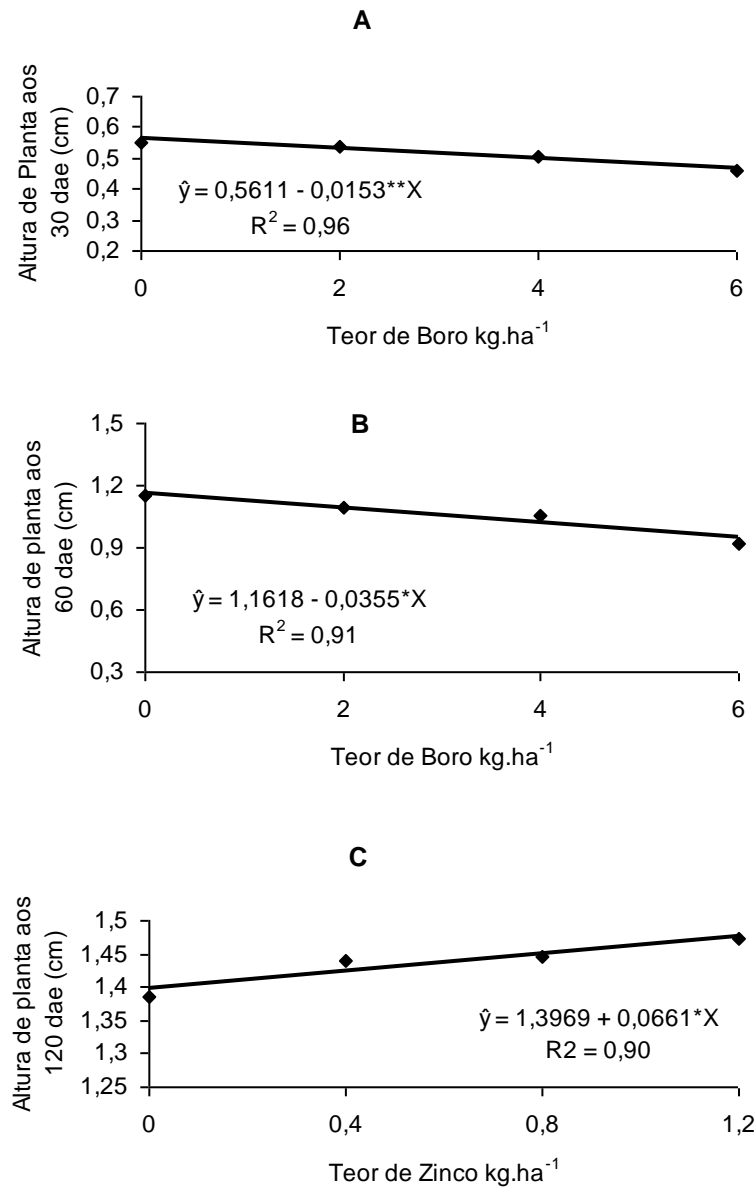 A
Altura de Planta aos
30 dae (cm)
0,7
0,6
0,5
0,4
0,3
0,2
ŷ = 0,5611 - 0,0153**X
R² = 0,96
0 2 4 6
Teor de Boro kg.ha⁻¹
B
Altura de planta aos
60 dae (cm)
1,5
1,2
0,9
0,6
0,3
ŷ = 1,1618 - 0,0355*X
R² = 0,91
0 2 4 6
Teor de Boro kg.ha⁻¹
C
Altura de planta aos
120 dae (cm)
1,5
1,45
1,4
1,35
1,3
1,25
ŷ = 1,3969 + 0,0661*X
R2 = 0,90
0 0,4 0,8 1,2
Teor de Zinco kg.ha⁻¹